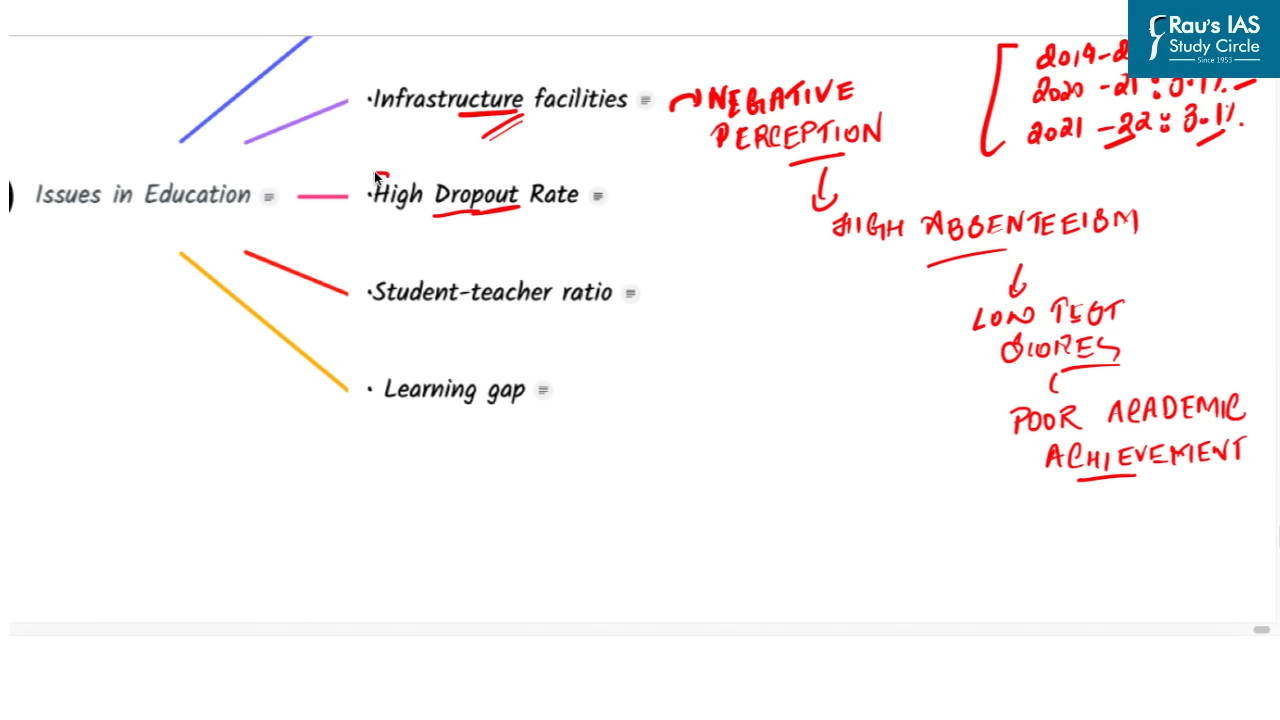 Rau's IAS
Study Circle
Since 1953
2019-2
2020-21: 3.1%
2021-22: 3.1%.
•Infrastructure facilities
NEGATIVE
PERCEPTION
Issues in Education
•High Dropout Rate
HIGH ABSENTEEISM
•Student-teacher ratio
LOW TEST
SCORES
• Learning gap
POOR ACADEMIC
ACHIEVEMENT